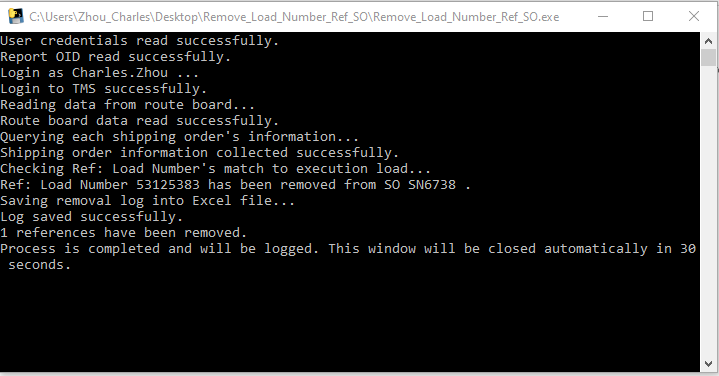 C:\Users\Zhou_Charles\Desktop\Remove_Load_Number_Ref_SO\Remove_Load_Number_Ref_SO.exe
User credentials read successfully.
Report OID read successfully.
Login as Charles.Zhou ...
Login to TMS successfully.
Reading data from route board...
Route board data read successfully.
Querying each shipping order's information...
Shipping order information collected successfully.
Checking Ref: Load Number's match to execution load...
Ref: Load Number 53125383 has been removed from SO SN6738 .
Saving removal log into Excel file...
Log saved successfully.
1 references have been removed.
Process is completed and will be logged. This window will be closed automatically in 30
 seconds.